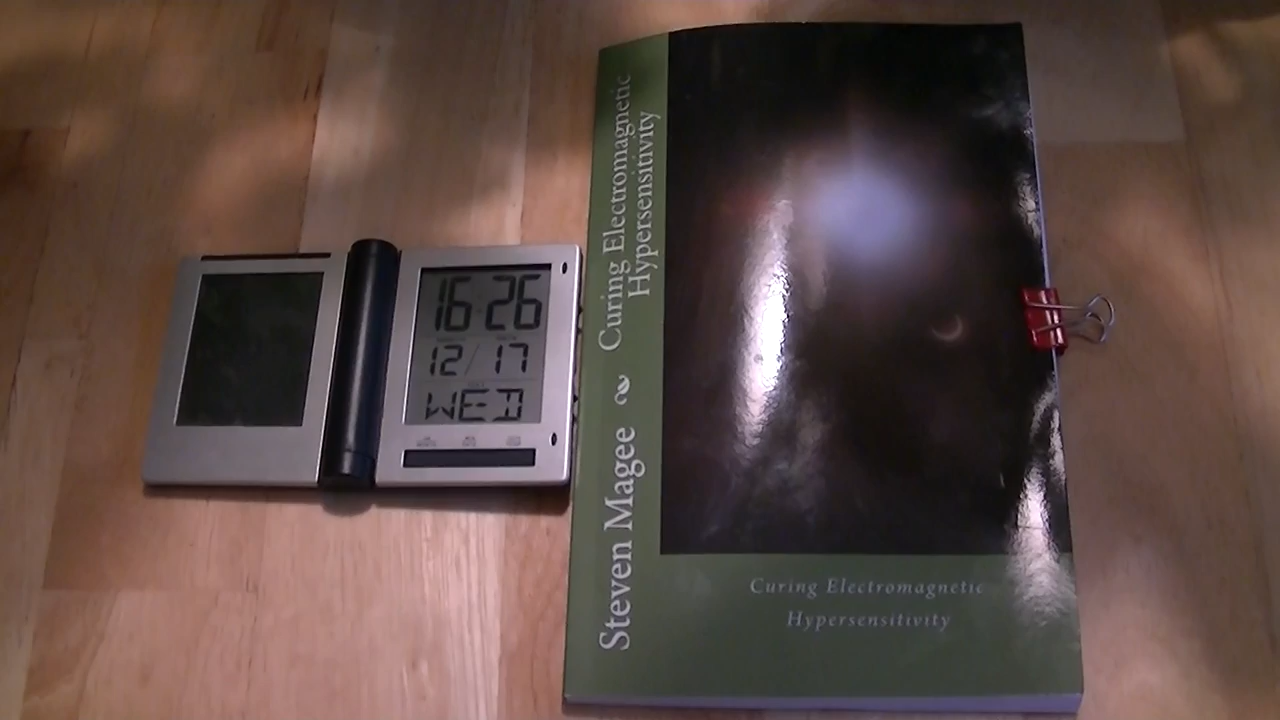 16:26
12/17
WED
Steven Magee
Curing Electromagnetic
Hypersensitivity
Curing Electromagnetic
Hypersensitivity